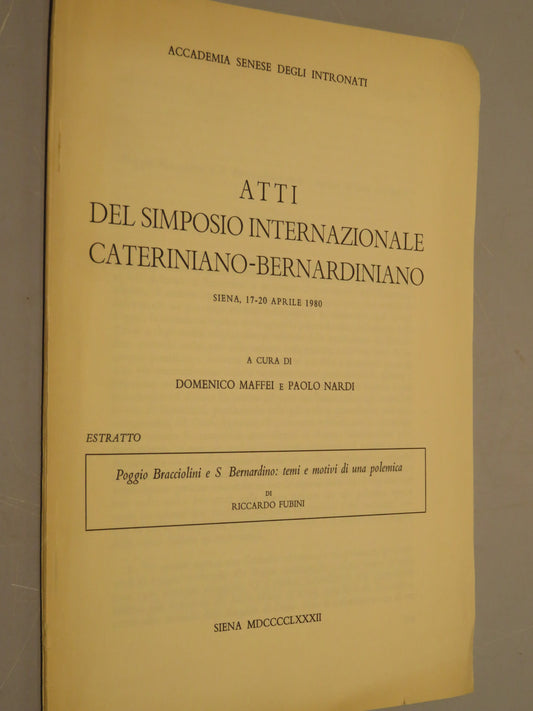 ACCADEMIA SENESE DEGLI INTRONATI
ATTI
DEL SIMPOSIO INTERNAZIONALE
CATERINIANO-BERNARDINIANO
SIENA, 17-20 APRILE 1980
A CURA DI
DOMENICO MAFFEI E PAOLO NARDI
ESTRATTO
Poggio Bracciolini e S Bernardino: temi e motivi di una polemica
DI
RICCARDO FUBINI
SIENA MDCCCCLXXXII